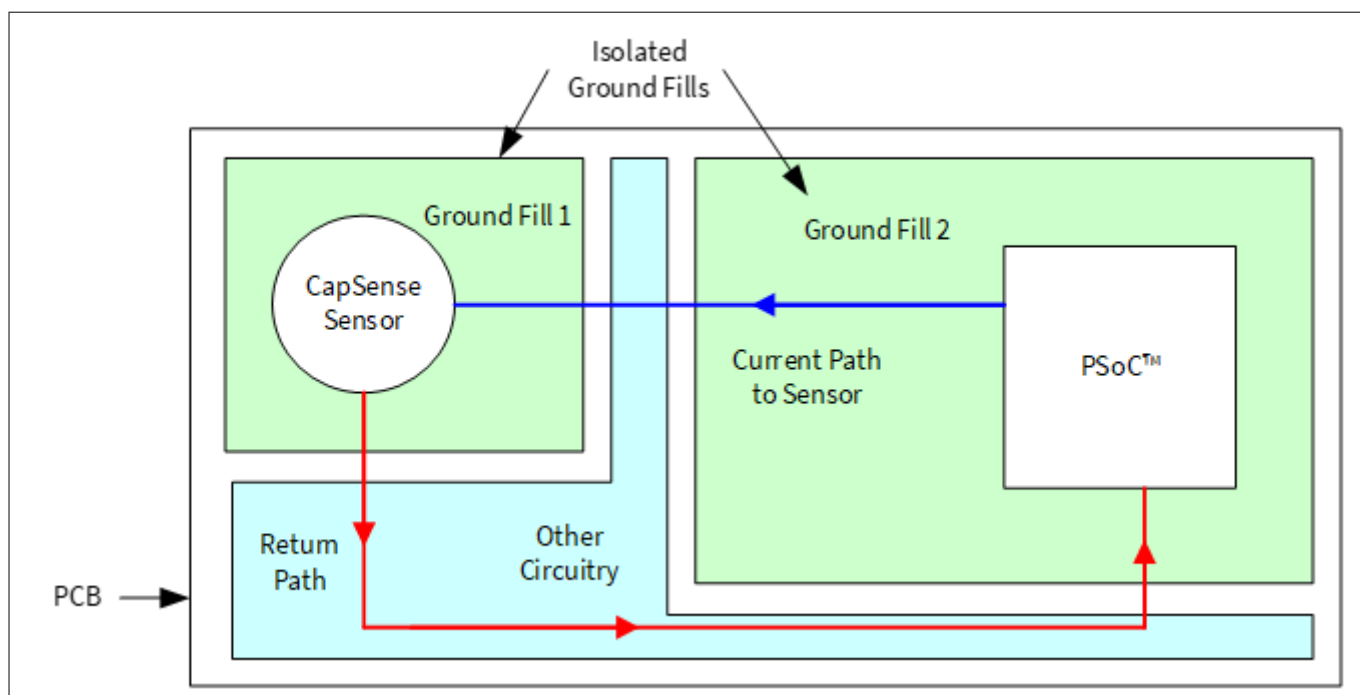 Isolated
Ground Fills
Ground Fill 1
Ground Fill 2
CapSense
Sensor
Current Path
to Sensor
PSoC™
Return
Path
Other
Circuitry
PCB